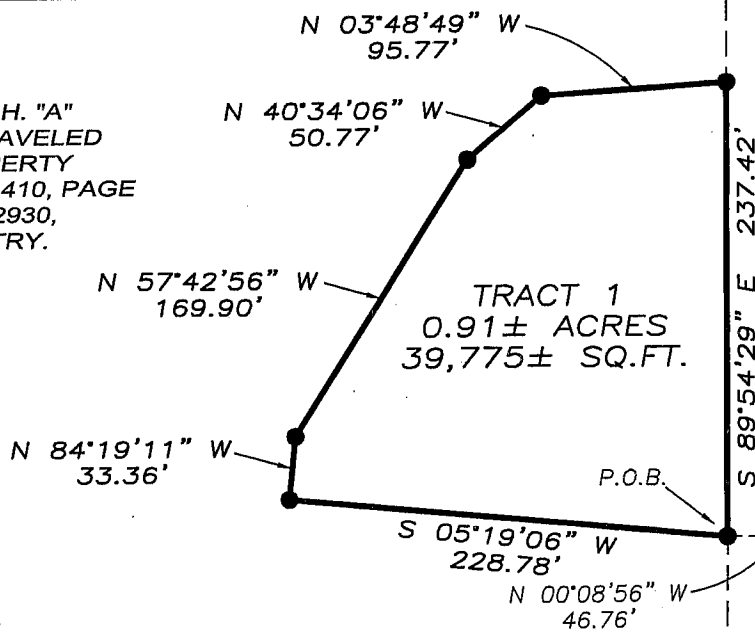 N 03°48'49" W
95.77'
H. "A"
AVELED
PERTY
410, PAGE
2930,
TRY.
N 40°34'06" W
50.77'
N 57°42'56" W
169.90'
TRACT 1
0.91± ACRES
39,775± SQ.FT.
S 89°54'29" E 237.42'
N 84°19'11" W
33.36'
P.O.B.
S 05°19'06" W
228.78'
N 00°08'56" W
46.76'